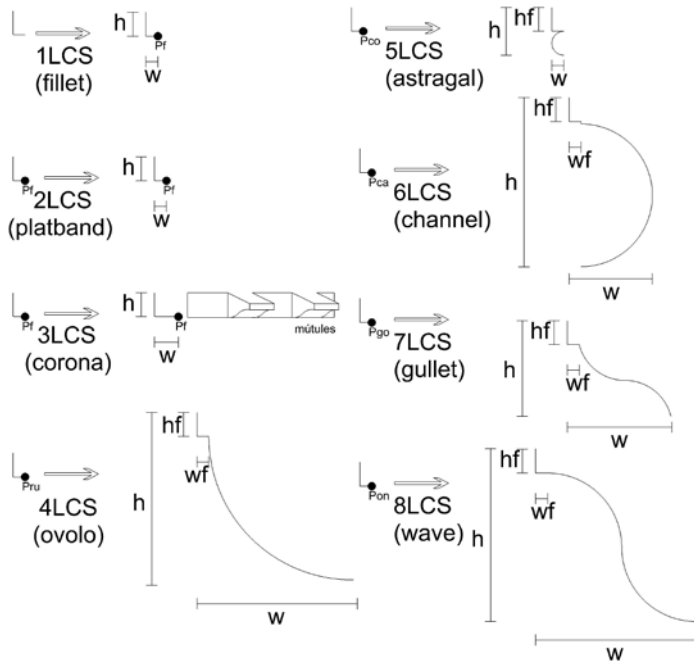 h
Pf
1LCS
(fillet)
w
Pf
2LCS
(platband)
h
Pf
w
Pf
3LCS
(corona)
h
Pf
w
mútules
Pru
4LCS
(ovolo)
h
hf
wf
w
Pco
5LCS
(astragal)
h
hf
w
Pca
6LCS
(channel)
h
hf
wf
w
Pgo
7LCS
(gullet)
h
hf
wf
w
Pon
8LCS
(wave)
h
hf
wf
w